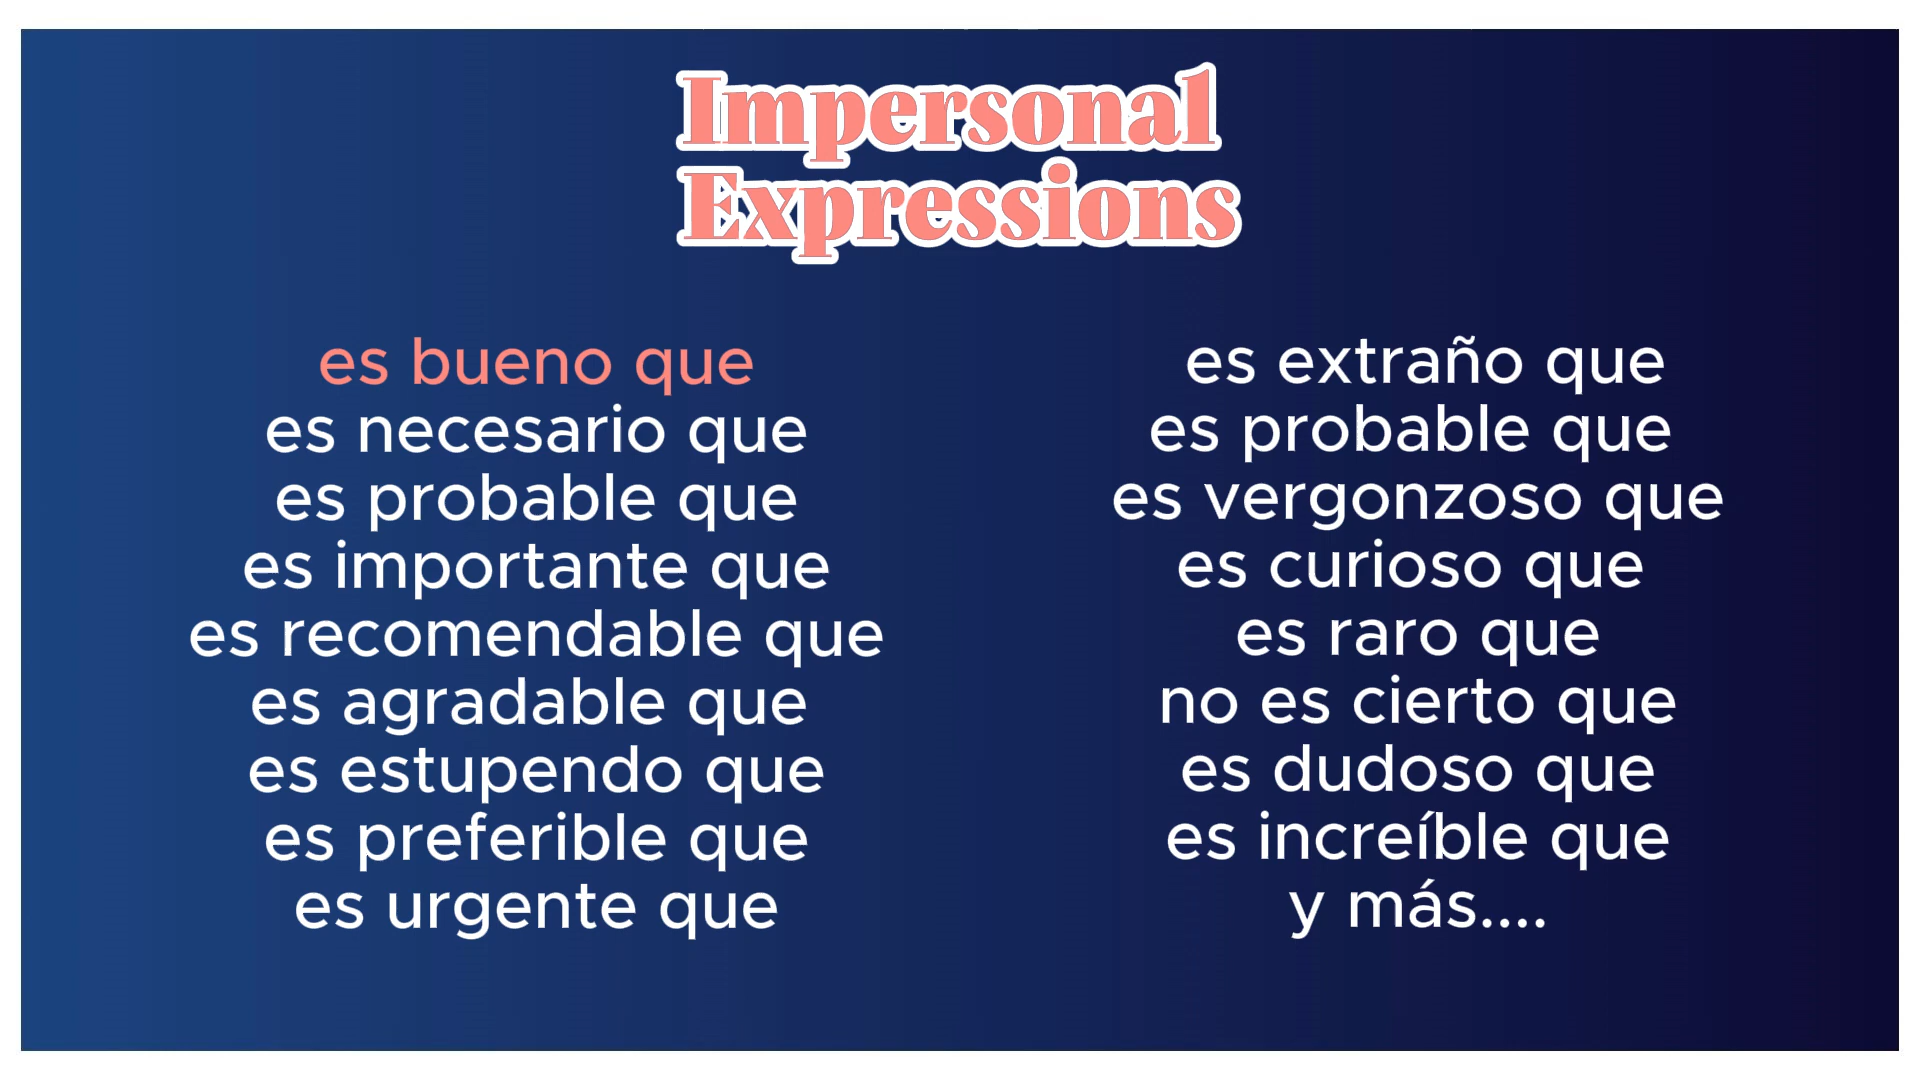 Impersonal
Expressions
es bueno que
es necesario que
es probable que
es importante que
es recomendable que
es agradable que
es estupendo que
es preferible que
es urgente que
es extraño que
es probable que
es vergonzoso que
es curioso que
es raro que
no es cierto que
es dudoso que
es increíble que
y más....